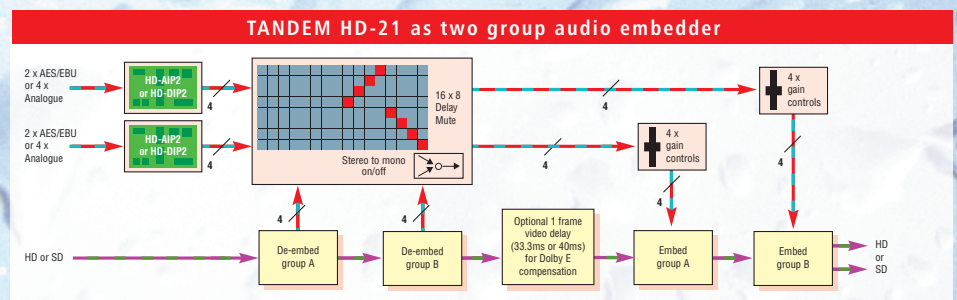 TANDEM HD-21 as two group audio embedder
2 x AES/EBU
or 4 x
Analogue
HD-AIP2
or HD-DIP2
4
16 x 8
Delay
Mute
4
4 x
gain
controls
2 x AES/EBU
or 4 x
Analogue
HD-AIP2
or HD-DIP2
4
Stereo to mono
on/off
4
4 x
gain
controls
4
4
4
4
HD or SD
De-embed
group A
De-embed
group B
Optional 1 frame
video delay
(33.3ms or 40ms)
for Dolby E
compensation
Embed
group A
Embed
group B
HD
or
SD